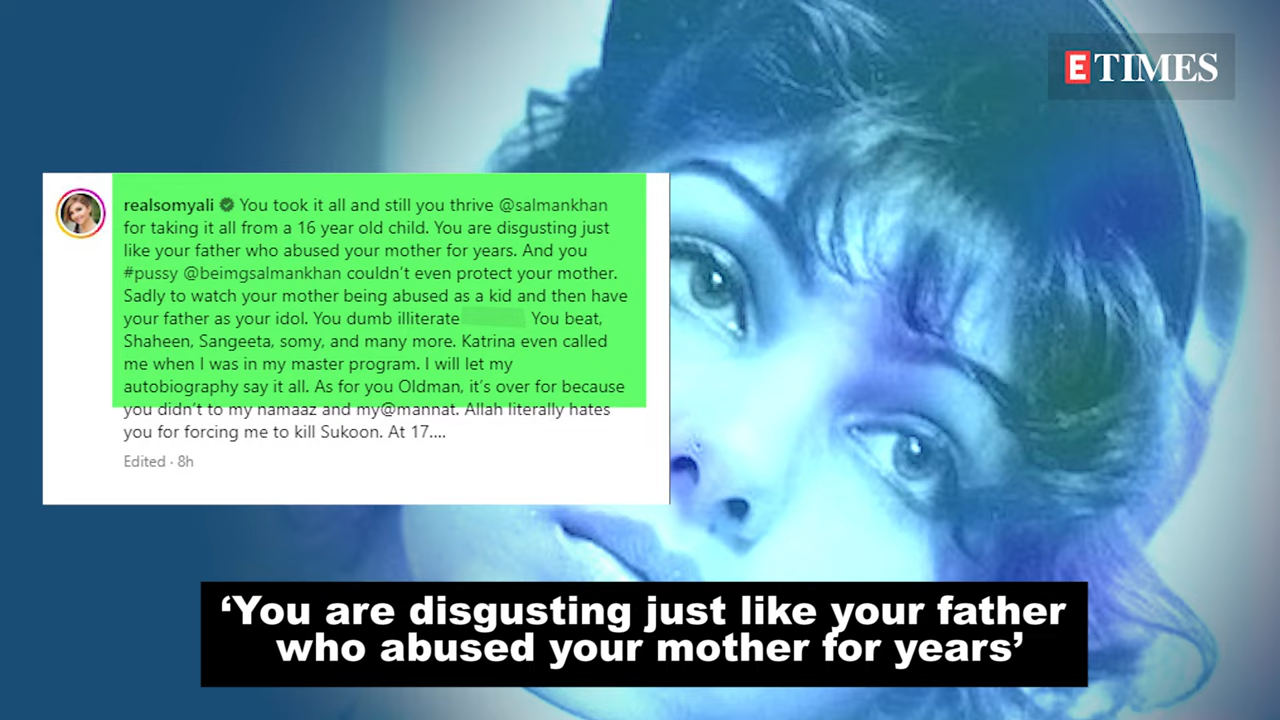 E TIMES
realsomyali You took it all and still you thrive @salmankhan
for taking it all from a 16 year old child. You are disgusting just
like your father who abused your mother for years. And you
#pussy @beimgsalmankhan couldn't even protect your mother.
Sadly to watch your mother being abused as a kid and then have
your father as your idol. You dumb illiterate You beat,
Shaheen, Sangeeta, somy, and many more. Katrina even called
me when I was in my master program. I will let my
autobiography say it all. As for you Oldman, it's over for because
you didn't to my namaaz and my@mannat. Allah literally hates
you for forcing me to kill Sukoon. At 17....
Edited · 8h
‘You are disgusting just like your father
who abused your mother for years’